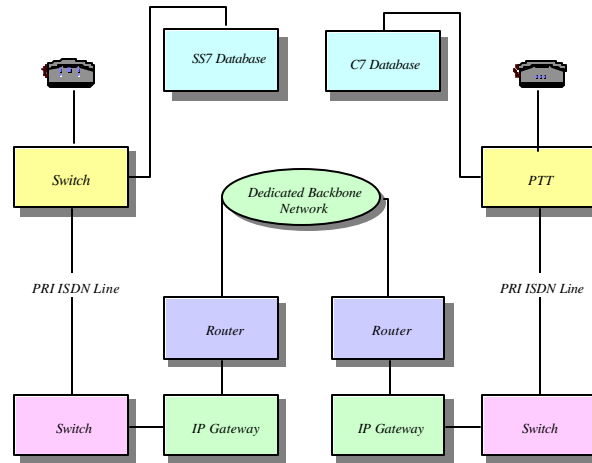 SS7 Database
C7 Database
Switch
PTT
Dedicated Backbone
Network
PRI ISDN Line
PRI ISDN Line
Router
Router
Switch
IP Gateway
IP Gateway
Switch